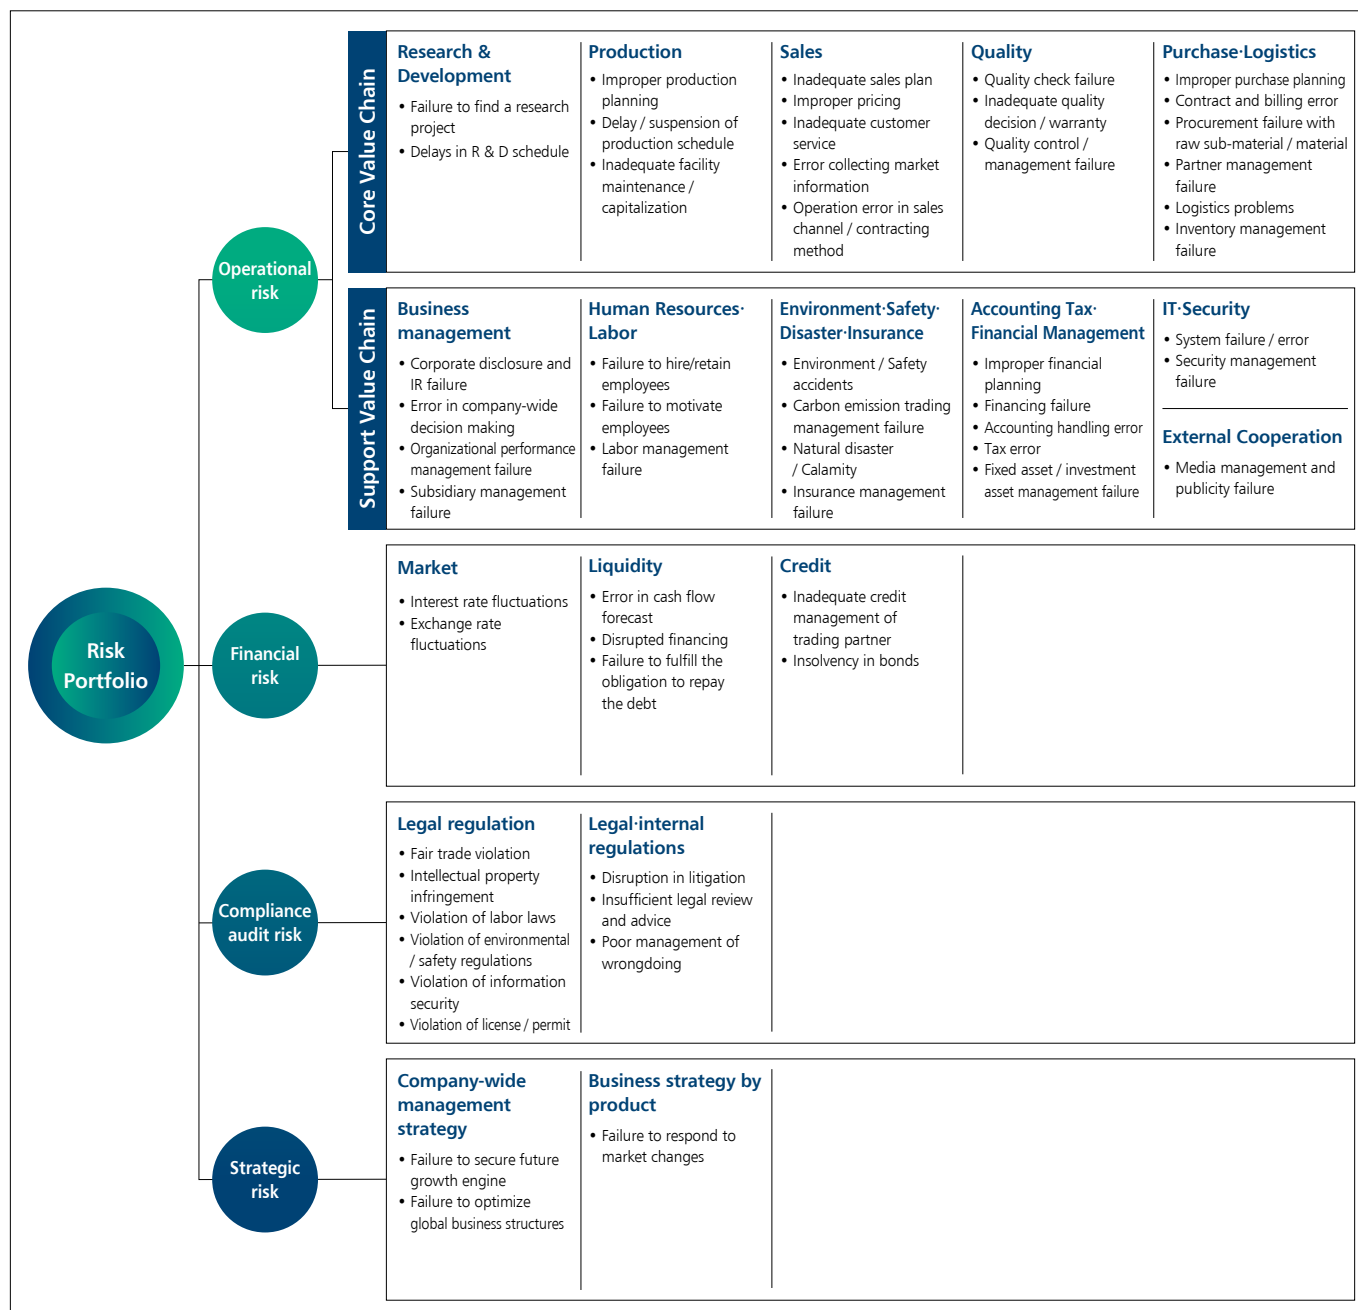 Risk
Portfolio
Operational
risk
Core Value Chain
Research &
Development
• Failure to find a research
project
• Delays in R & D schedule
Production
• Improper production
planning
• Delay / suspension of
production schedule
• Inadequate facility
maintenance /
capitalization
Sales
• Inadequate sales plan
• Improper pricing
• Inadequate customer
service
• Error collecting market
information
• Operation error in sales
channel / contracting
method
Quality
• Quality check failure
• Inadequate quality
decision / warranty
• Quality control /
management failure
Purchase·Logistics
• Improper purchase planning
• Contract and billing error
• Procurement failure with
raw sub-material / material
• Partner management
failure
• Logistics problems
• Inventory management
failure
Support Value Chain
Business
management
• Corporate disclosure and
IR failure
• Error in company-wide
decision making
• Organizational performance
management failure
• Subsidiary management
failure
Human Resources·
Labor
• Failure to hire/retain
employees
• Failure to motivate
employees
• Labor management
failure
Environment·Safety·
Disaster·Insurance
• Environment / Safety
accidents
• Carbon emission trading
management failure
• Natural disaster
/ Calamity
• Insurance management
failure
Accounting Tax·
Financial Management
• Improper financial
planning
• Financing failure
• Accounting handling error
• Tax error
• Fixed asset / investment
asset management failure
IT·Security
• System failure / error
• Security management
failure
External Cooperation
• Media management and
publicity failure
Financial
risk
Market
• Interest rate fluctuations
• Exchange rate
fluctuations
Liquidity
• Error in cash flow
forecast
• Disrupted financing
• Failure to fulfill the
obligation to repay
the debt
Credit
• Inadequate credit
management of
trading partner
• Insolvency in bonds
Compliance
audit risk
Legal regulation
• Fair trade violation
• Intellectual property
infringement
• Violation of labor laws
• Violation of environmental
/ safety regulations
• Violation of information
security
• Violation of license / permit
Legal·internal
regulations
• Disruption in litigation
• Insufficient legal review
and advice
• Poor management of
wrongdoing
Strategic
risk
Company-wide
management
strategy
• Failure to secure future
growth engine
• Failure to optimize
global business structures
Business strategy by
product
• Failure to respond to
market changes